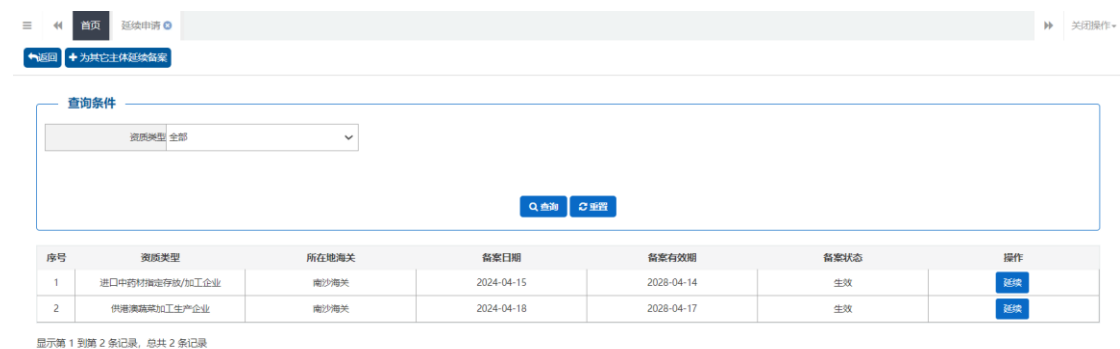 首页 延续申请 关闭操作
返回 为其它主体延续备案
查询条件
资质类型 全部
查询 重置
序号 资质类型 所在地海关 备案日期 备案有效期 备案状态 操作
1 进口中药材指定存放/加工企业 南沙海关 2024-04-15 2028-04-14 生效 延续
2 供港澳蔬菜加工生产企业 南沙海关 2024-04-18 2028-04-17 生效 延续
显示第 1 到第 2 条记录，总共 2 条记录